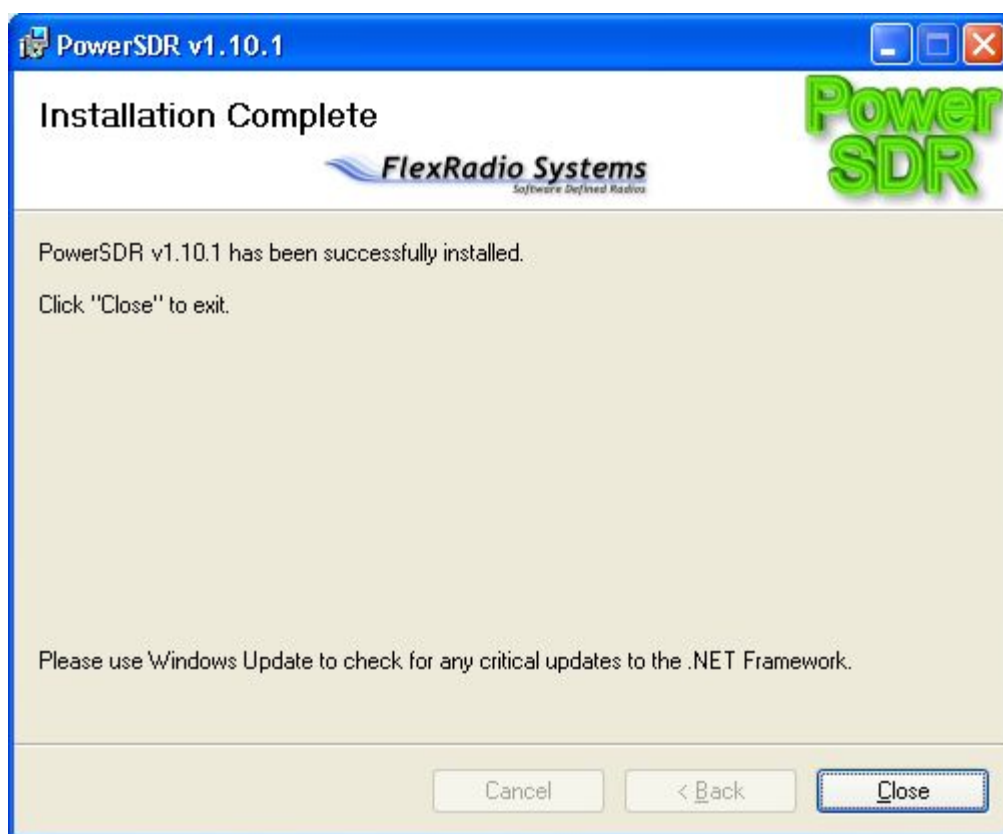 PowerSDR v1.10.1
Installation Complete
Power
SDR
FlexRadio Systems
Software Defined Radios
PowerSDR v1.10.1 has been successfully installed.
Click "Close" to exit.
Please use Windows Update to check for any critical updates to the .NET Framework.
Cancel
< Back
Close